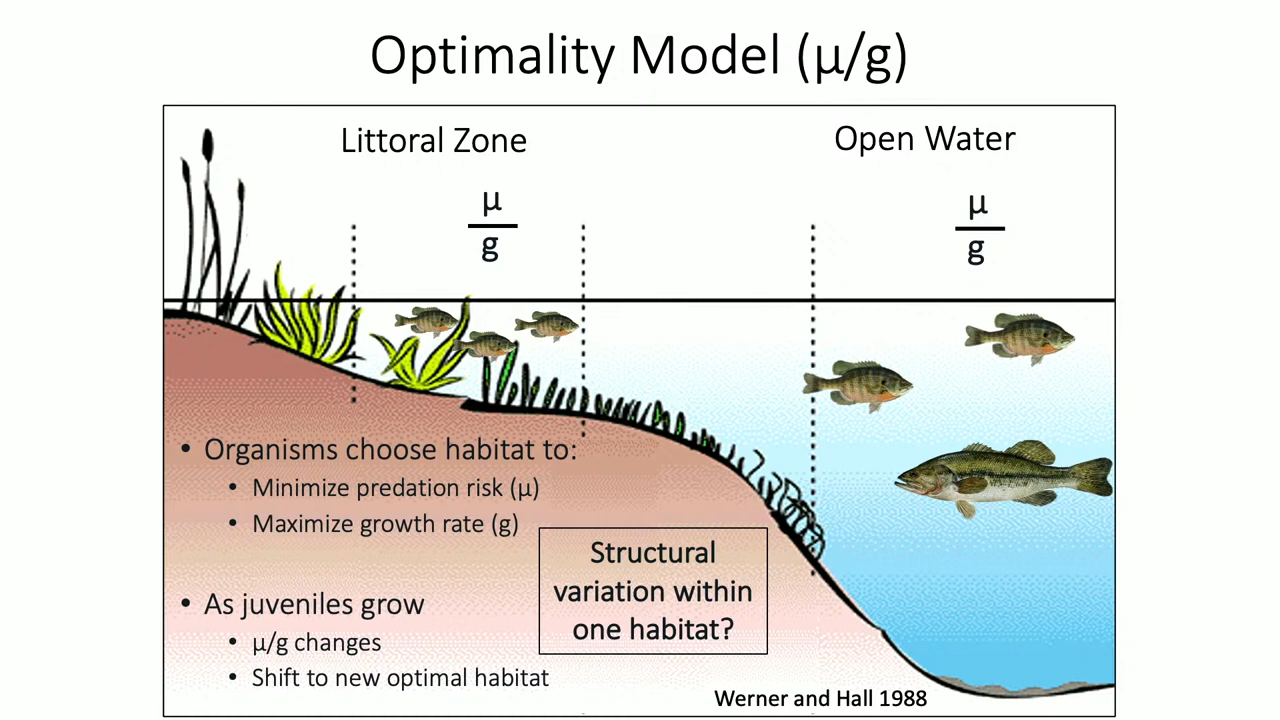 Optimality Model (µ/g)
Littoral Zone
Open Water
µ
g
µ
g
• Organisms choose habitat to:
• Minimize predation risk (µ)
• Maximize growth rate (g)
Structural
variation within
one habitat?
• As juveniles grow
• µ/g changes
• Shift to new optimal habitat
Werner and Hall 1988